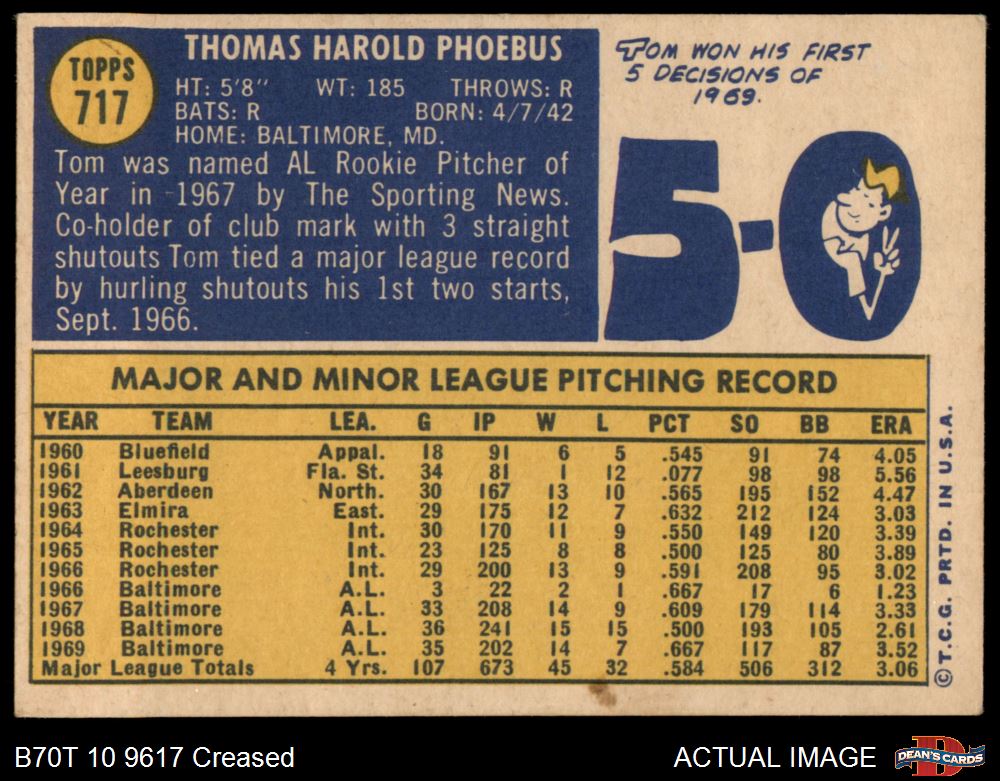 TOPPS
717
THOMAS HAROLD PHOEBUS
HT: 5'8" WT: 185 THROWS: R
BATS: R BORN: 4/7/42
HOME: BALTIMORE, MD.
Tom was named AL Rookie Pitcher of
Year in 1967 by The Sporting News.
Co-holder of club mark with 3 straight
shutouts Tom tied a major league record
by hurling shutouts his 1st two starts,
Sept. 1966.
TOM WON HIS FIRST
5 DECISIONS OF
1969.
5-0
MAJOR AND MINOR LEAGUE PITCHING RECORD
YEAR TEAM LEA. G IP W L PCT SO BB ERA
1960 Bluefield Appal. 18 91 6 5 .545 91 74 4.05
1961 Leesburg Fla. St. 34 81 1 12 .077 98 98 5.56
1962 Aberdeen North. 30 167 13 10 .565 195 152 4.47
1963 Elmira East. 29 175 12 7 .632 212 124 3.03
1964 Rochester Int. 30 170 11 9 .550 149 120 3.39
1965 Rochester Int. 23 125 8 8 .500 125 80 3.89
1966 Rochester Int. 29 200 13 9 .591 208 95 3.02
1966 Baltimore A.L. 3 22 2 1 .667 17 6 1.23
1967 Baltimore A.L. 33 208 14 9 .609 179 114 3.33
1968 Baltimore A.L. 36 241 15 15 .500 193 105 2.61
1969 Baltimore A.L. 35 202 14 7 .667 117 87 3.52
Major League Totals 4 Yrs. 107 673 45 32 .584 506 312 3.06
© T.C.G. PRTD. IN U.S.A.
B70T 10 9617 Creased
ACTUAL IMAGE
D
DEAN'S CARDS